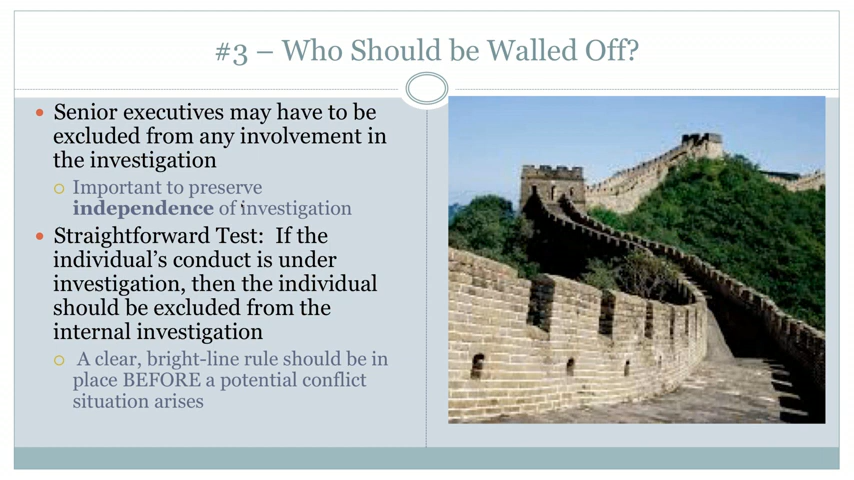 #3 – Who Should be Walled Off?
Senior executives may have to be
excluded from any involvement in
the investigation
Important to preserve
independence of investigation
Straightforward Test:  If the
individual's conduct is under
investigation, then the individual
should be excluded from the
internal investigation
A clear, bright-line rule should be in
place BEFORE a potential conflict
situation arises